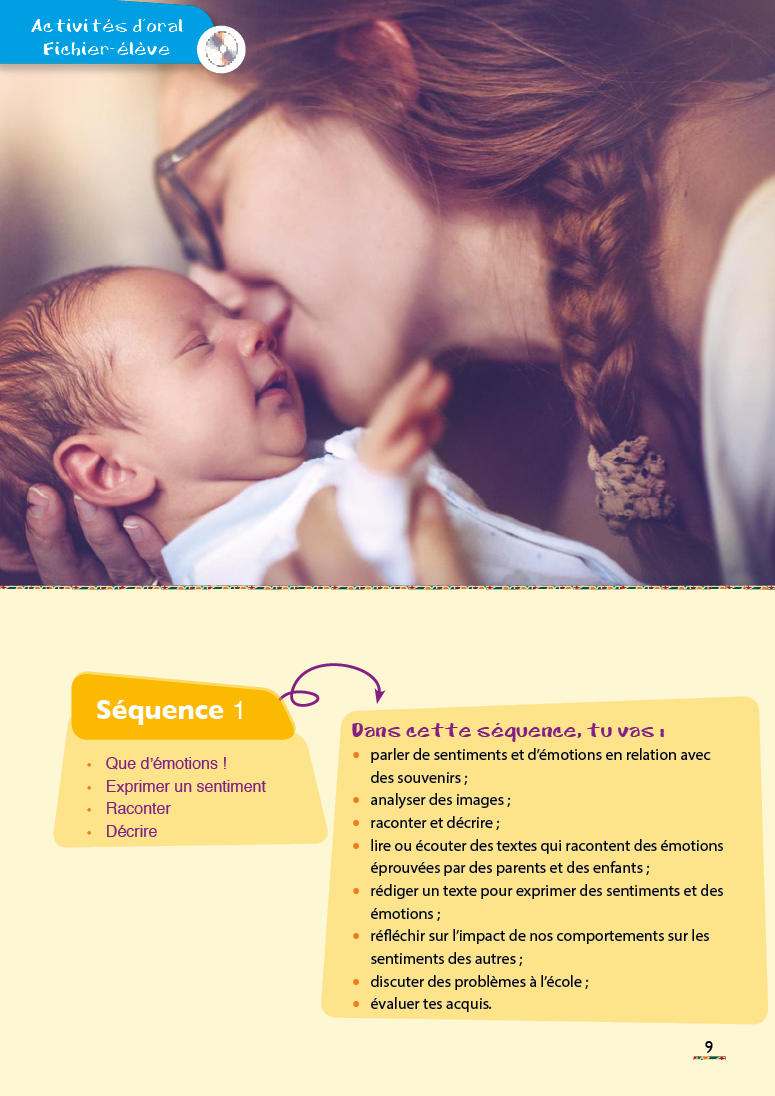 Activités d'oral
Fichier-élève
Séquence 1
• Que d'émotions !
• Exprimer un sentiment
• Raconter
• Décrire
Dans cette séquence, tu vas :
• parler de sentiments et d'émotions en relation avec
des souvenirs ;
• analyser des images ;
• raconter et décrire ;
• lire ou écouter des textes qui racontent des émotions
éprouvées par des parents et des enfants ;
• rédiger un texte pour exprimer des sentiments et des
émotions ;
• réfléchir sur l'impact de nos comportements sur les
sentiments des autres ;
• discuter des problèmes à l'école ;
• évaluer tes acquis.
9